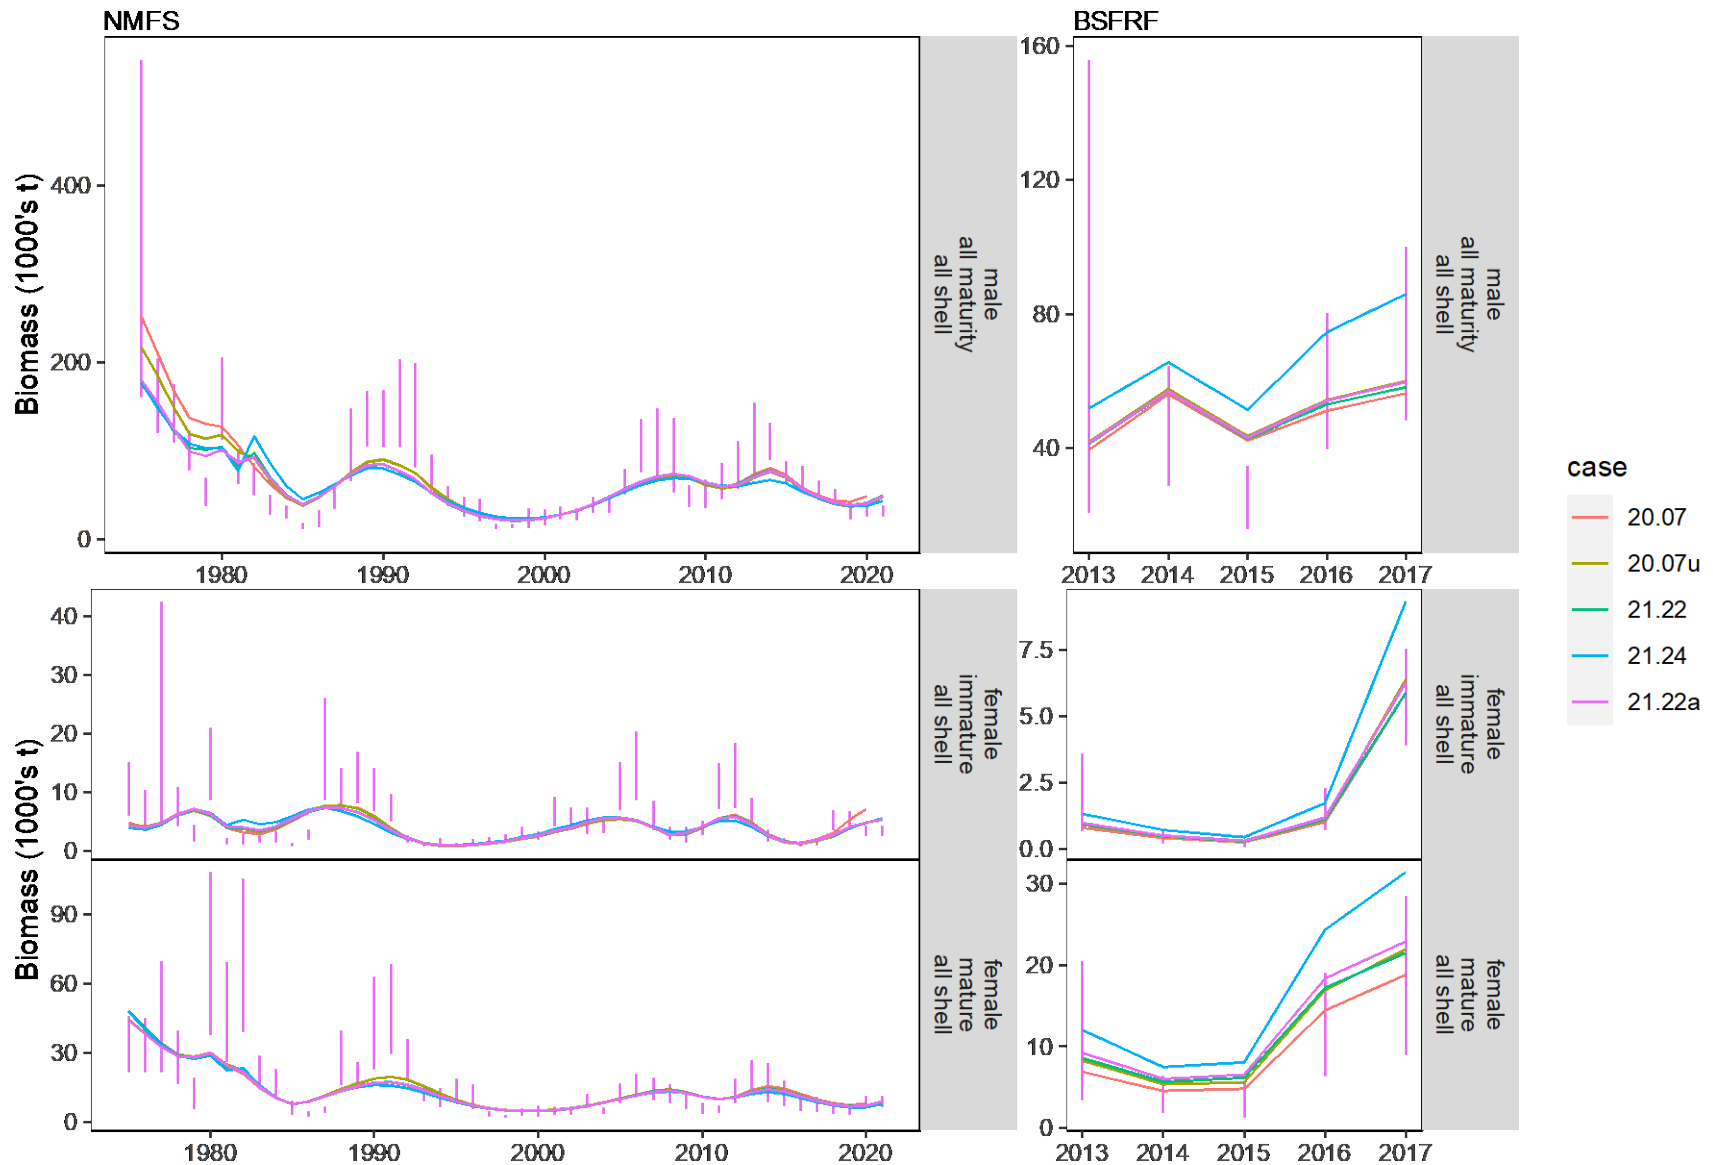 NMFS
BSFRF
Biomass (1000's t)
400
200
0
1980
1990
2000
2010
2020
male
all maturity
all shell
160
120
80
40
2013
2014
2015
2016
2017
male
all maturity
all shell
case
20.07
20.07u
21.22
21.24
21.22a
Biomass (1000's t)
40
30
20
10
0
female
immature
all shell
7.5
5.0
2.5
0.0
female
immature
all shell
90
60
30
0
1980
1990
2000
2010
2020
female
mature
all shell
30
20
10
0
2013
2014
2015
2016
2017
female
mature
all shell